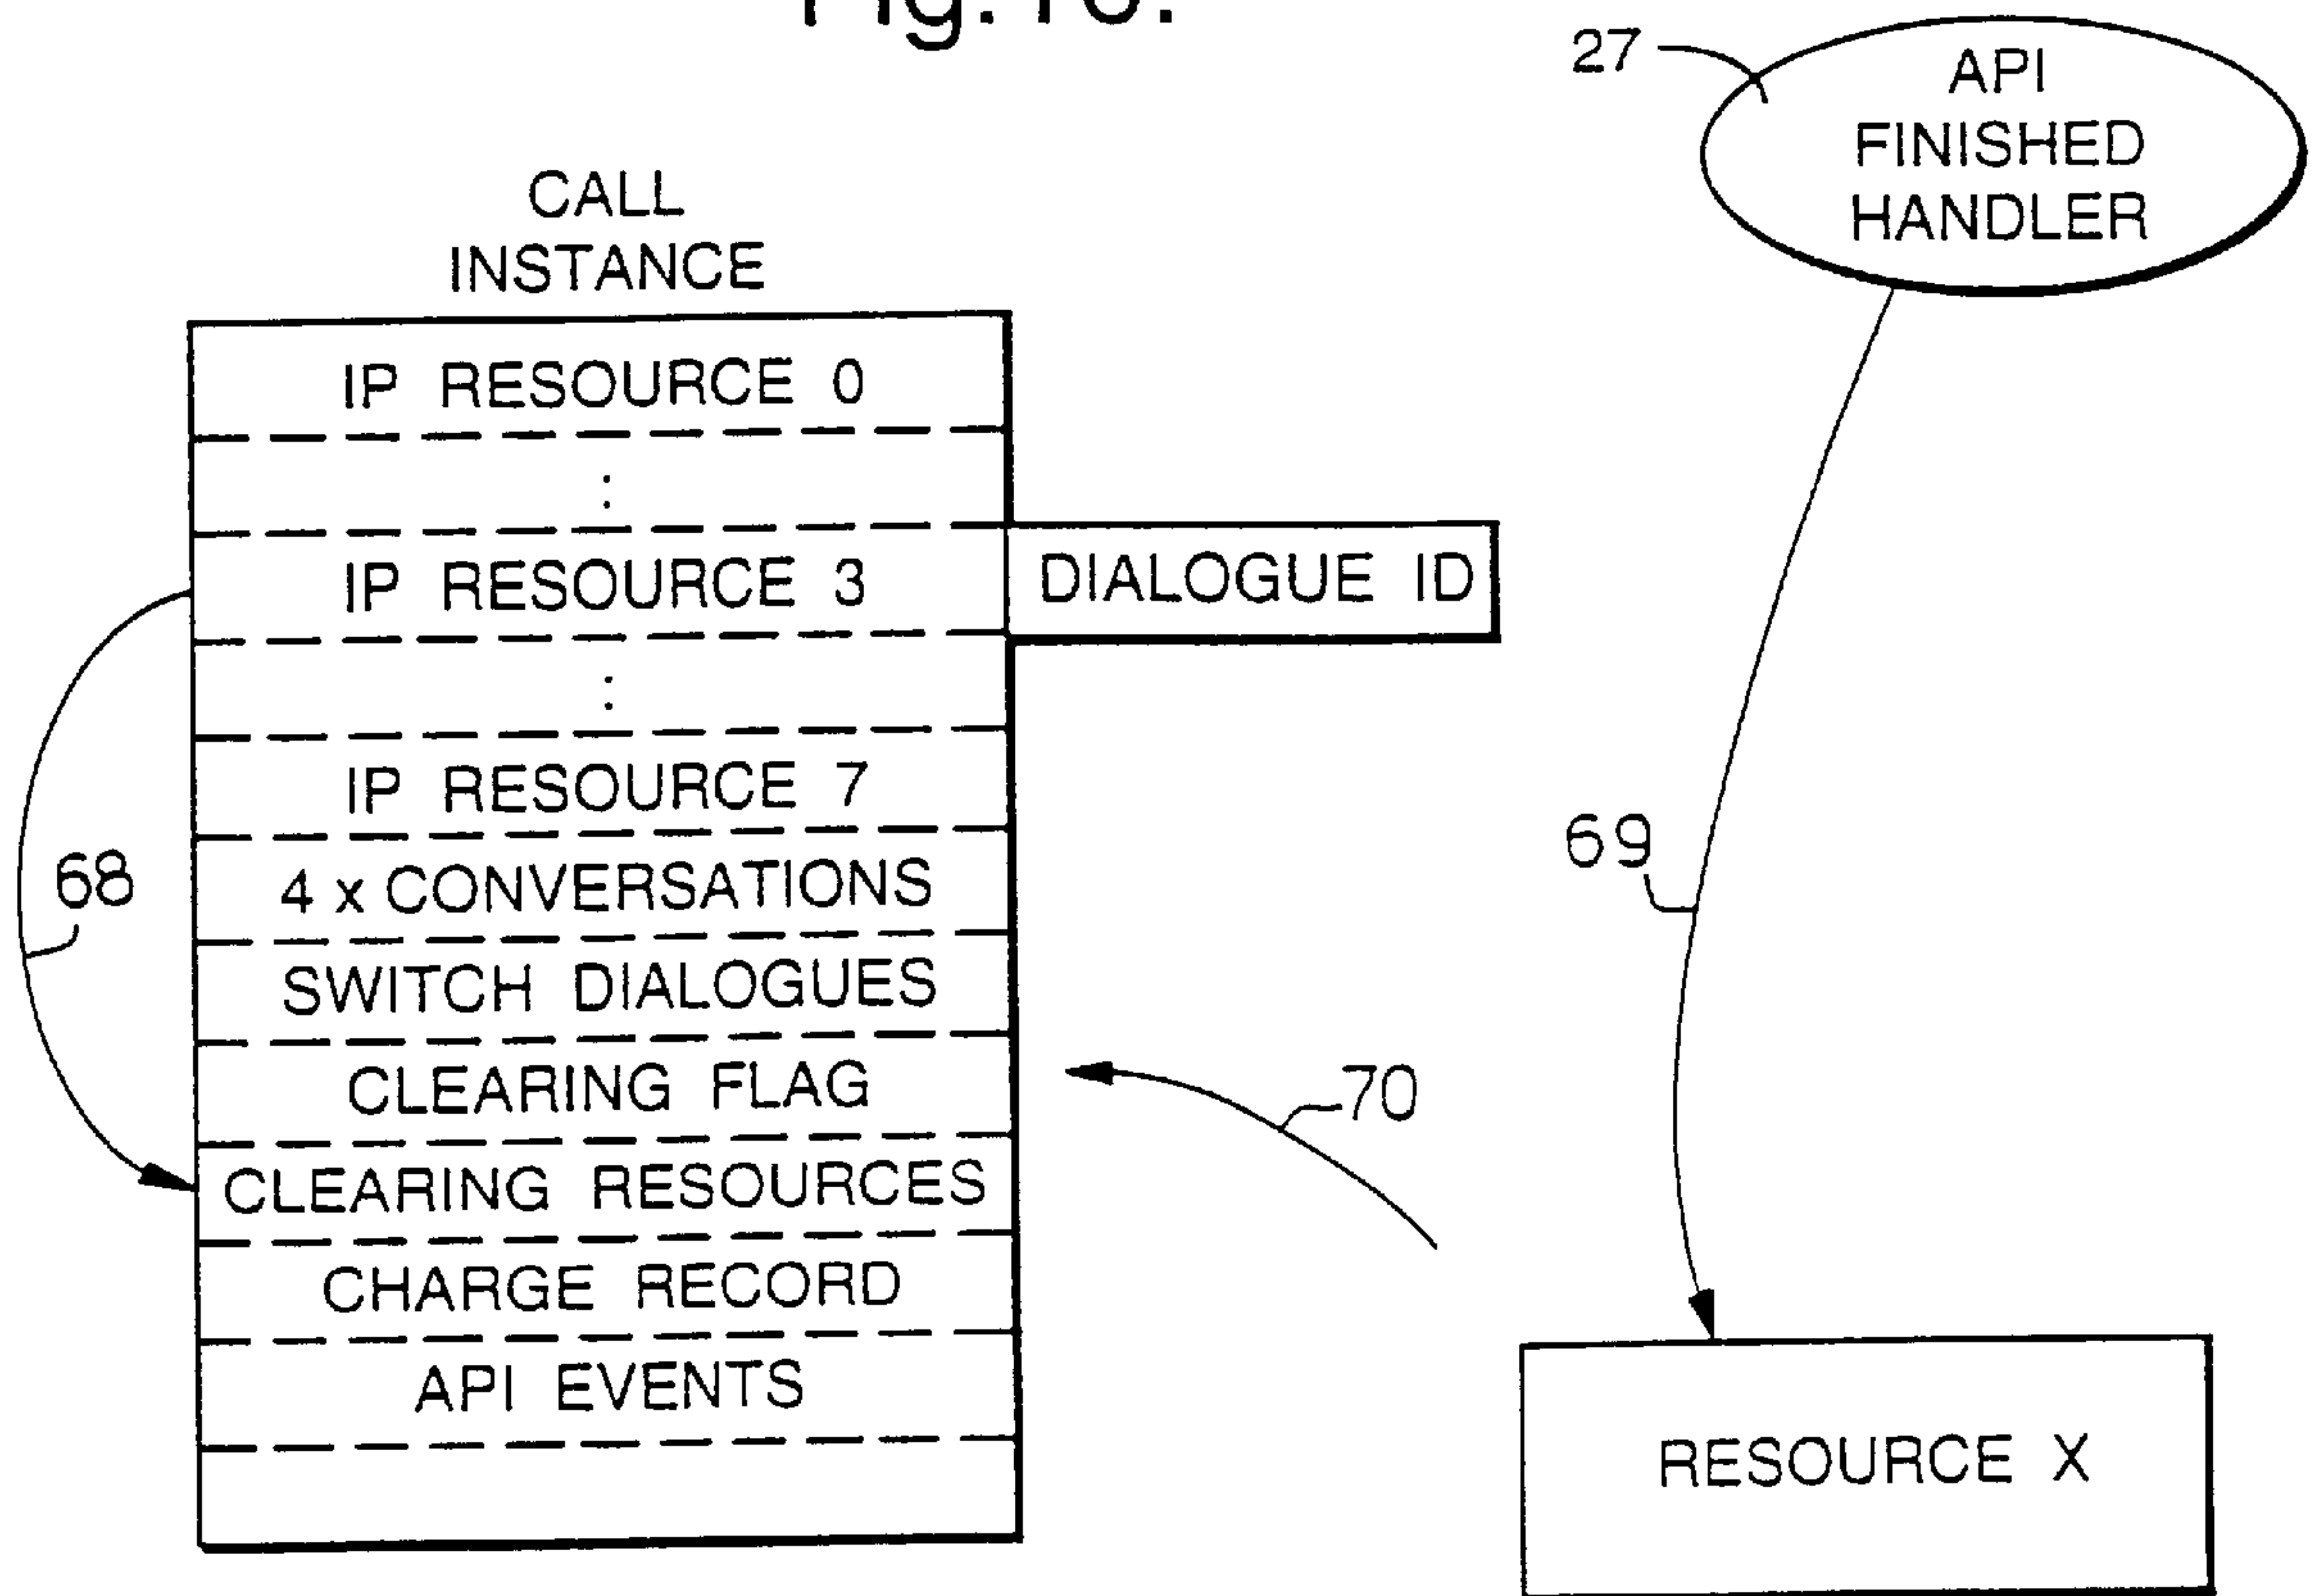 Fig.
27
API
FINISHED
HANDLER
CALL
INSTANCE
IP RESOURCE 0
:
IP RESOURCE 3
DIALOGUE ID
:
IP RESOURCE 7
68
4 x CONVERSATIONS
69
SWITCH DIALOGUES
CLEARING FLAG
70
CLEARING RESOURCES
CHARGE RECORD
API EVENTS
RESOURCE X